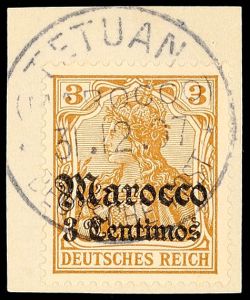 TETUAN
3 3
Marocco
3 Centimos
DEUTSCHES REICH